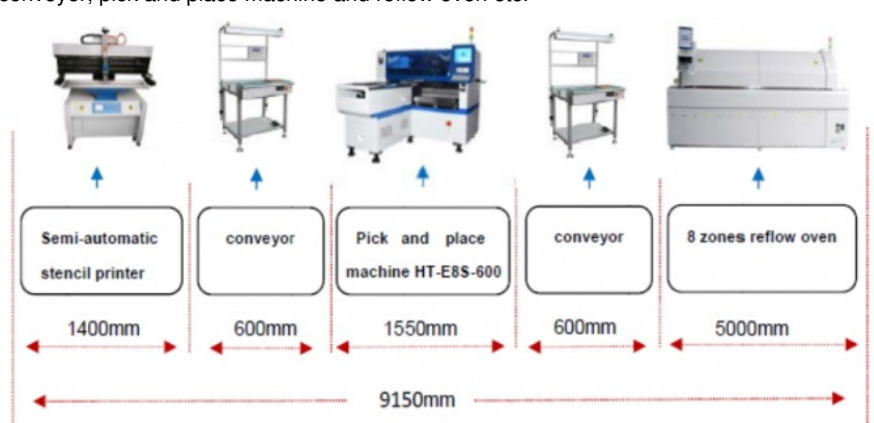 conveyor, pick and place machine and reflow oven etc.
Semi-automatic
stencil printer
conveyor
Pick and place
machine HT-E8S-600
conveyor
8 zones reflow oven
1400mm
600mm
1550mm
600mm
5000mm
9150mm